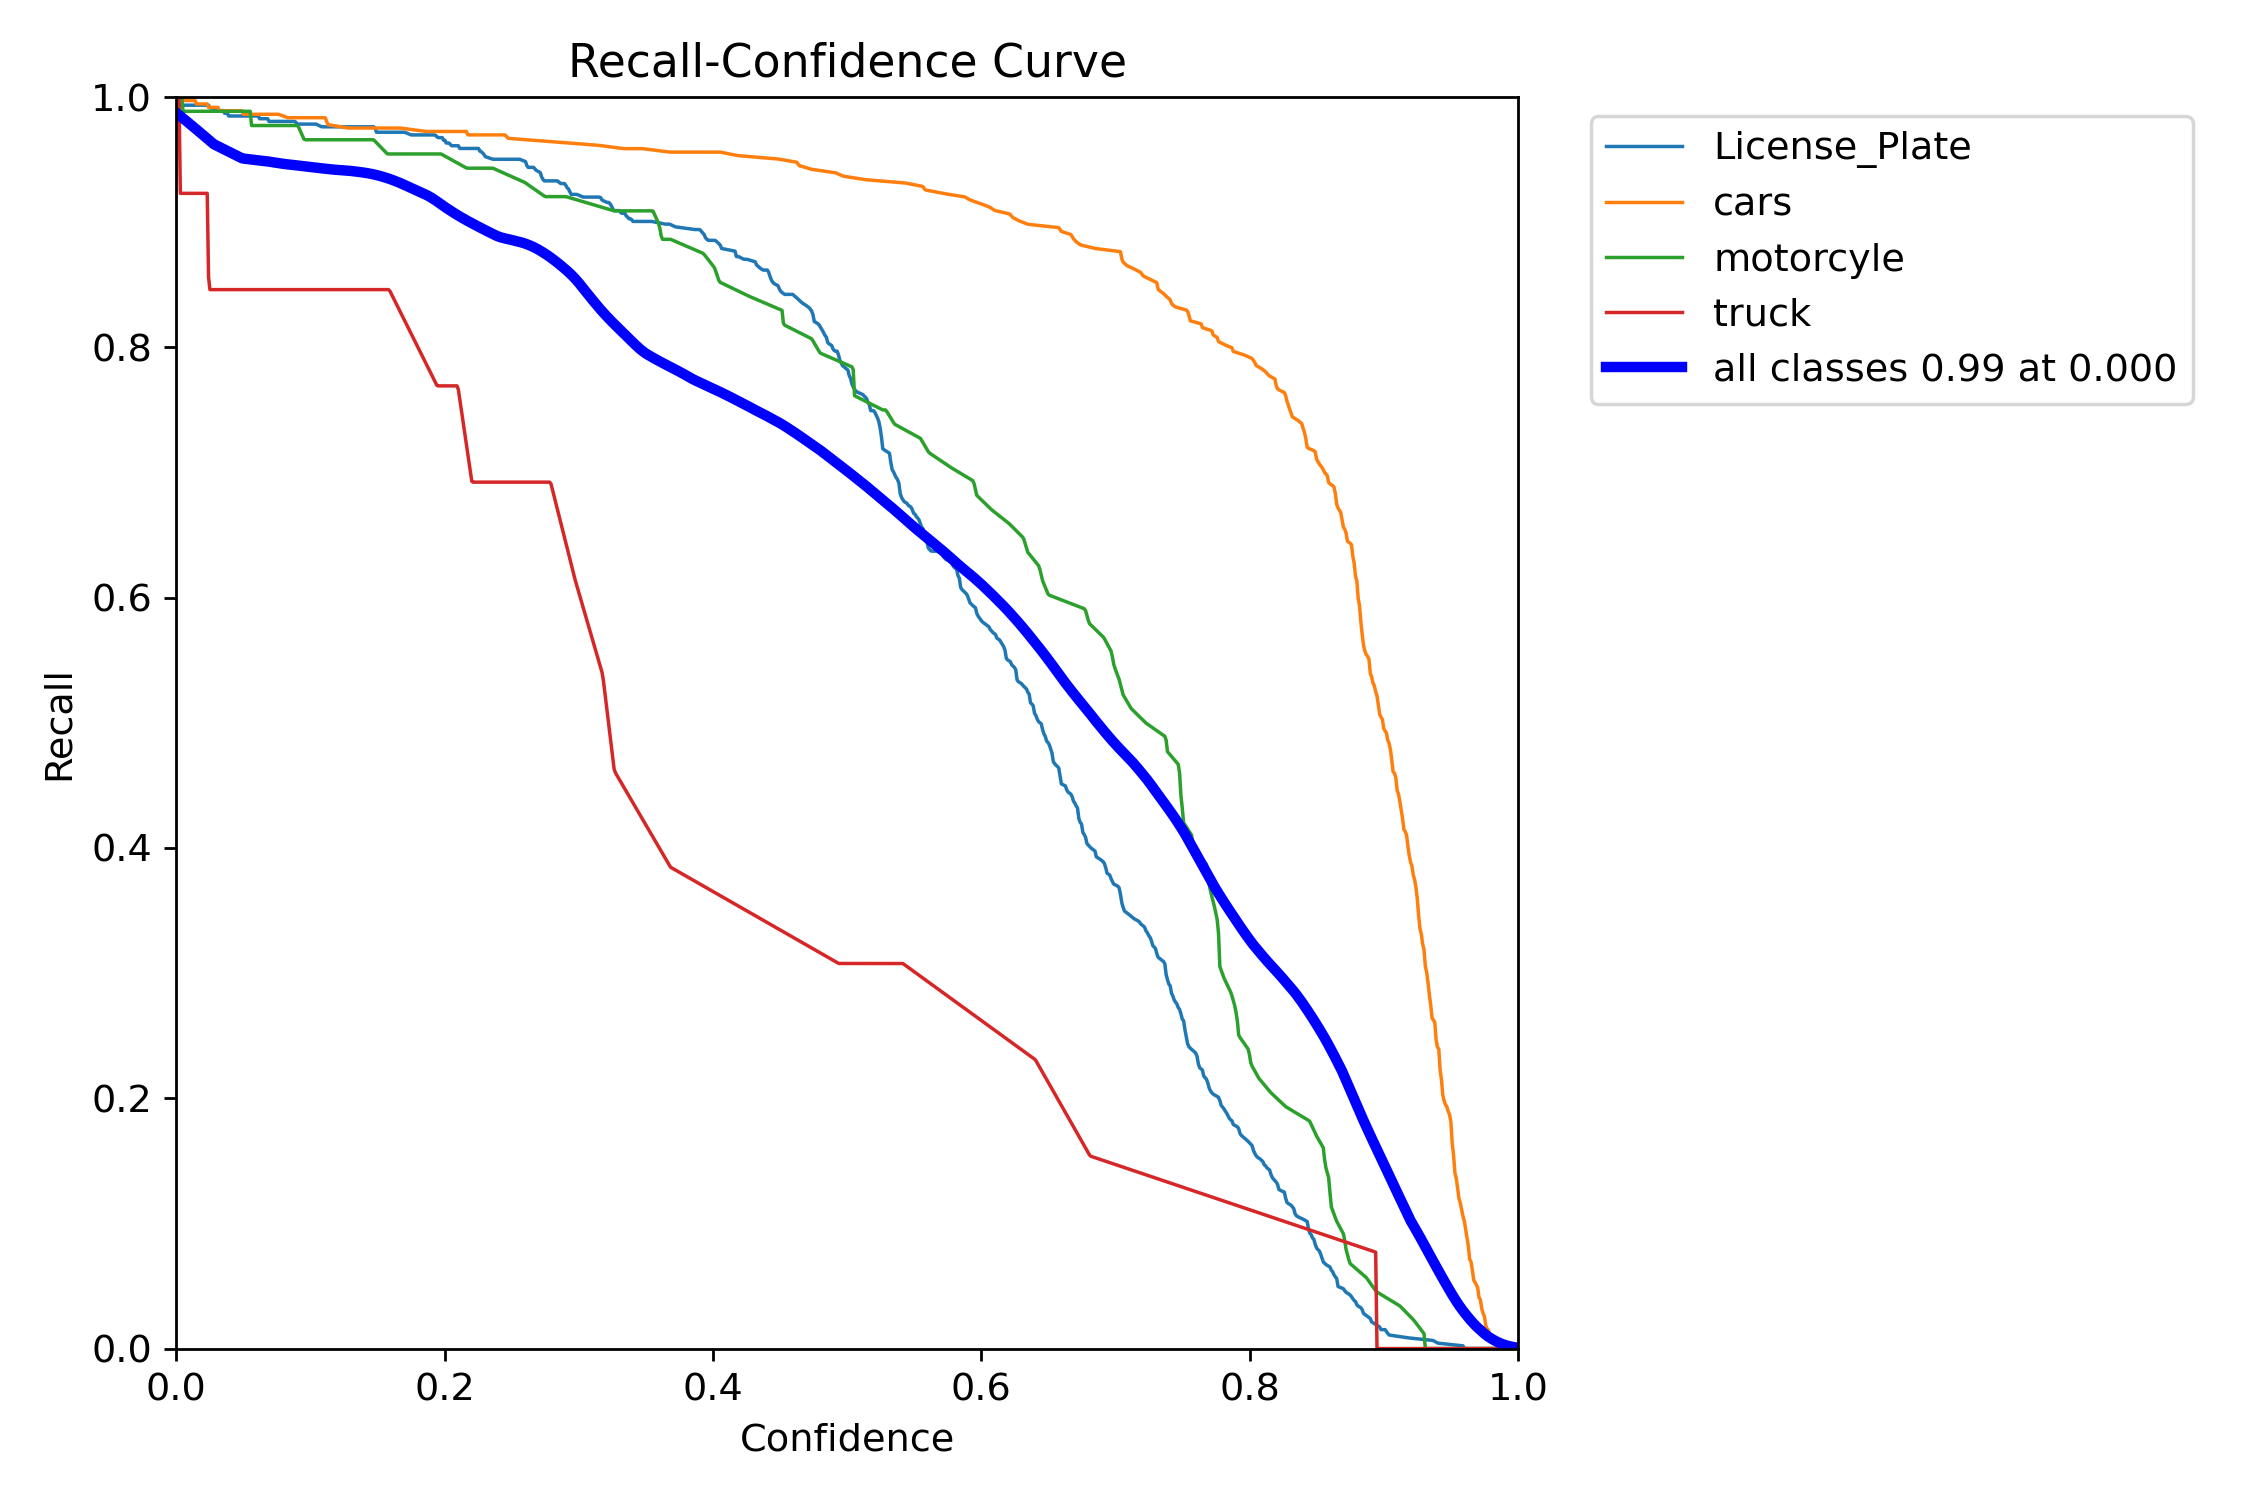 Recall-Confidence Curve
1.0
0.8
0.6
0.4
0.2
0.0
Recall
0.0 0.2 0.4 0.6 0.8 1.0
Confidence
License_Plate
cars
motorcyle
truck
all classes 0.99 at 0.000